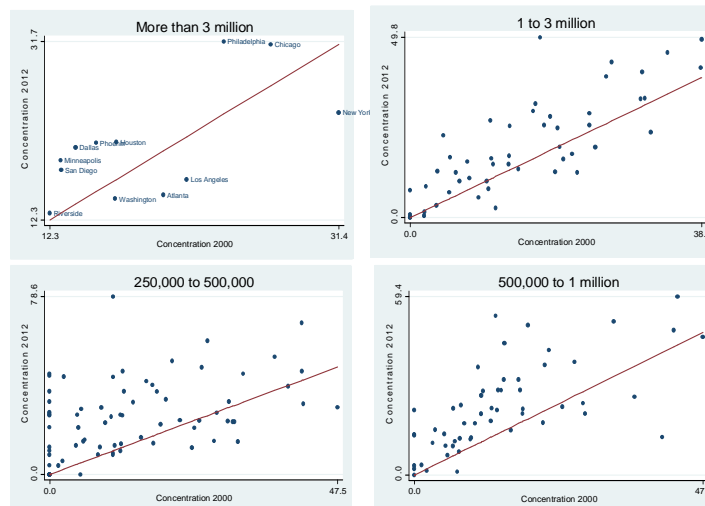 More than 3 million
31.7
Philadelphia
Chicago
New York
Phoenix
Houston
Dallas
Minneapolis
San Diego
Los Angeles
Washington
Atlanta
Riverside
12.3
Concentration 2012
12.3
31.4
Concentration 2000
1 to 3 million
49.8
0.0
Concentration 2012
0.0
38.
Concentration 2000
250,000 to 500,000
78.6
0.0
Concentration 2012
0.0
47.5
Concentration 2000
500,000 to 1 million
59.4
0.0
Concentration 2012
0.0
47
Concentration 2000